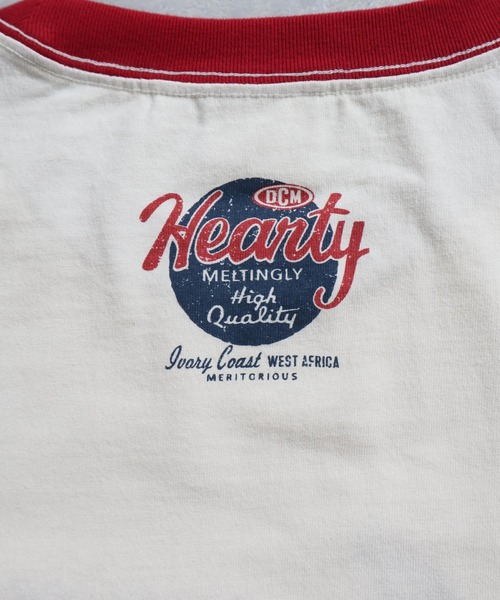 DCM
Hearty
MELTINGLY
High
Quality
Ivory Coast WEST AFRICA
MERITORIOUS